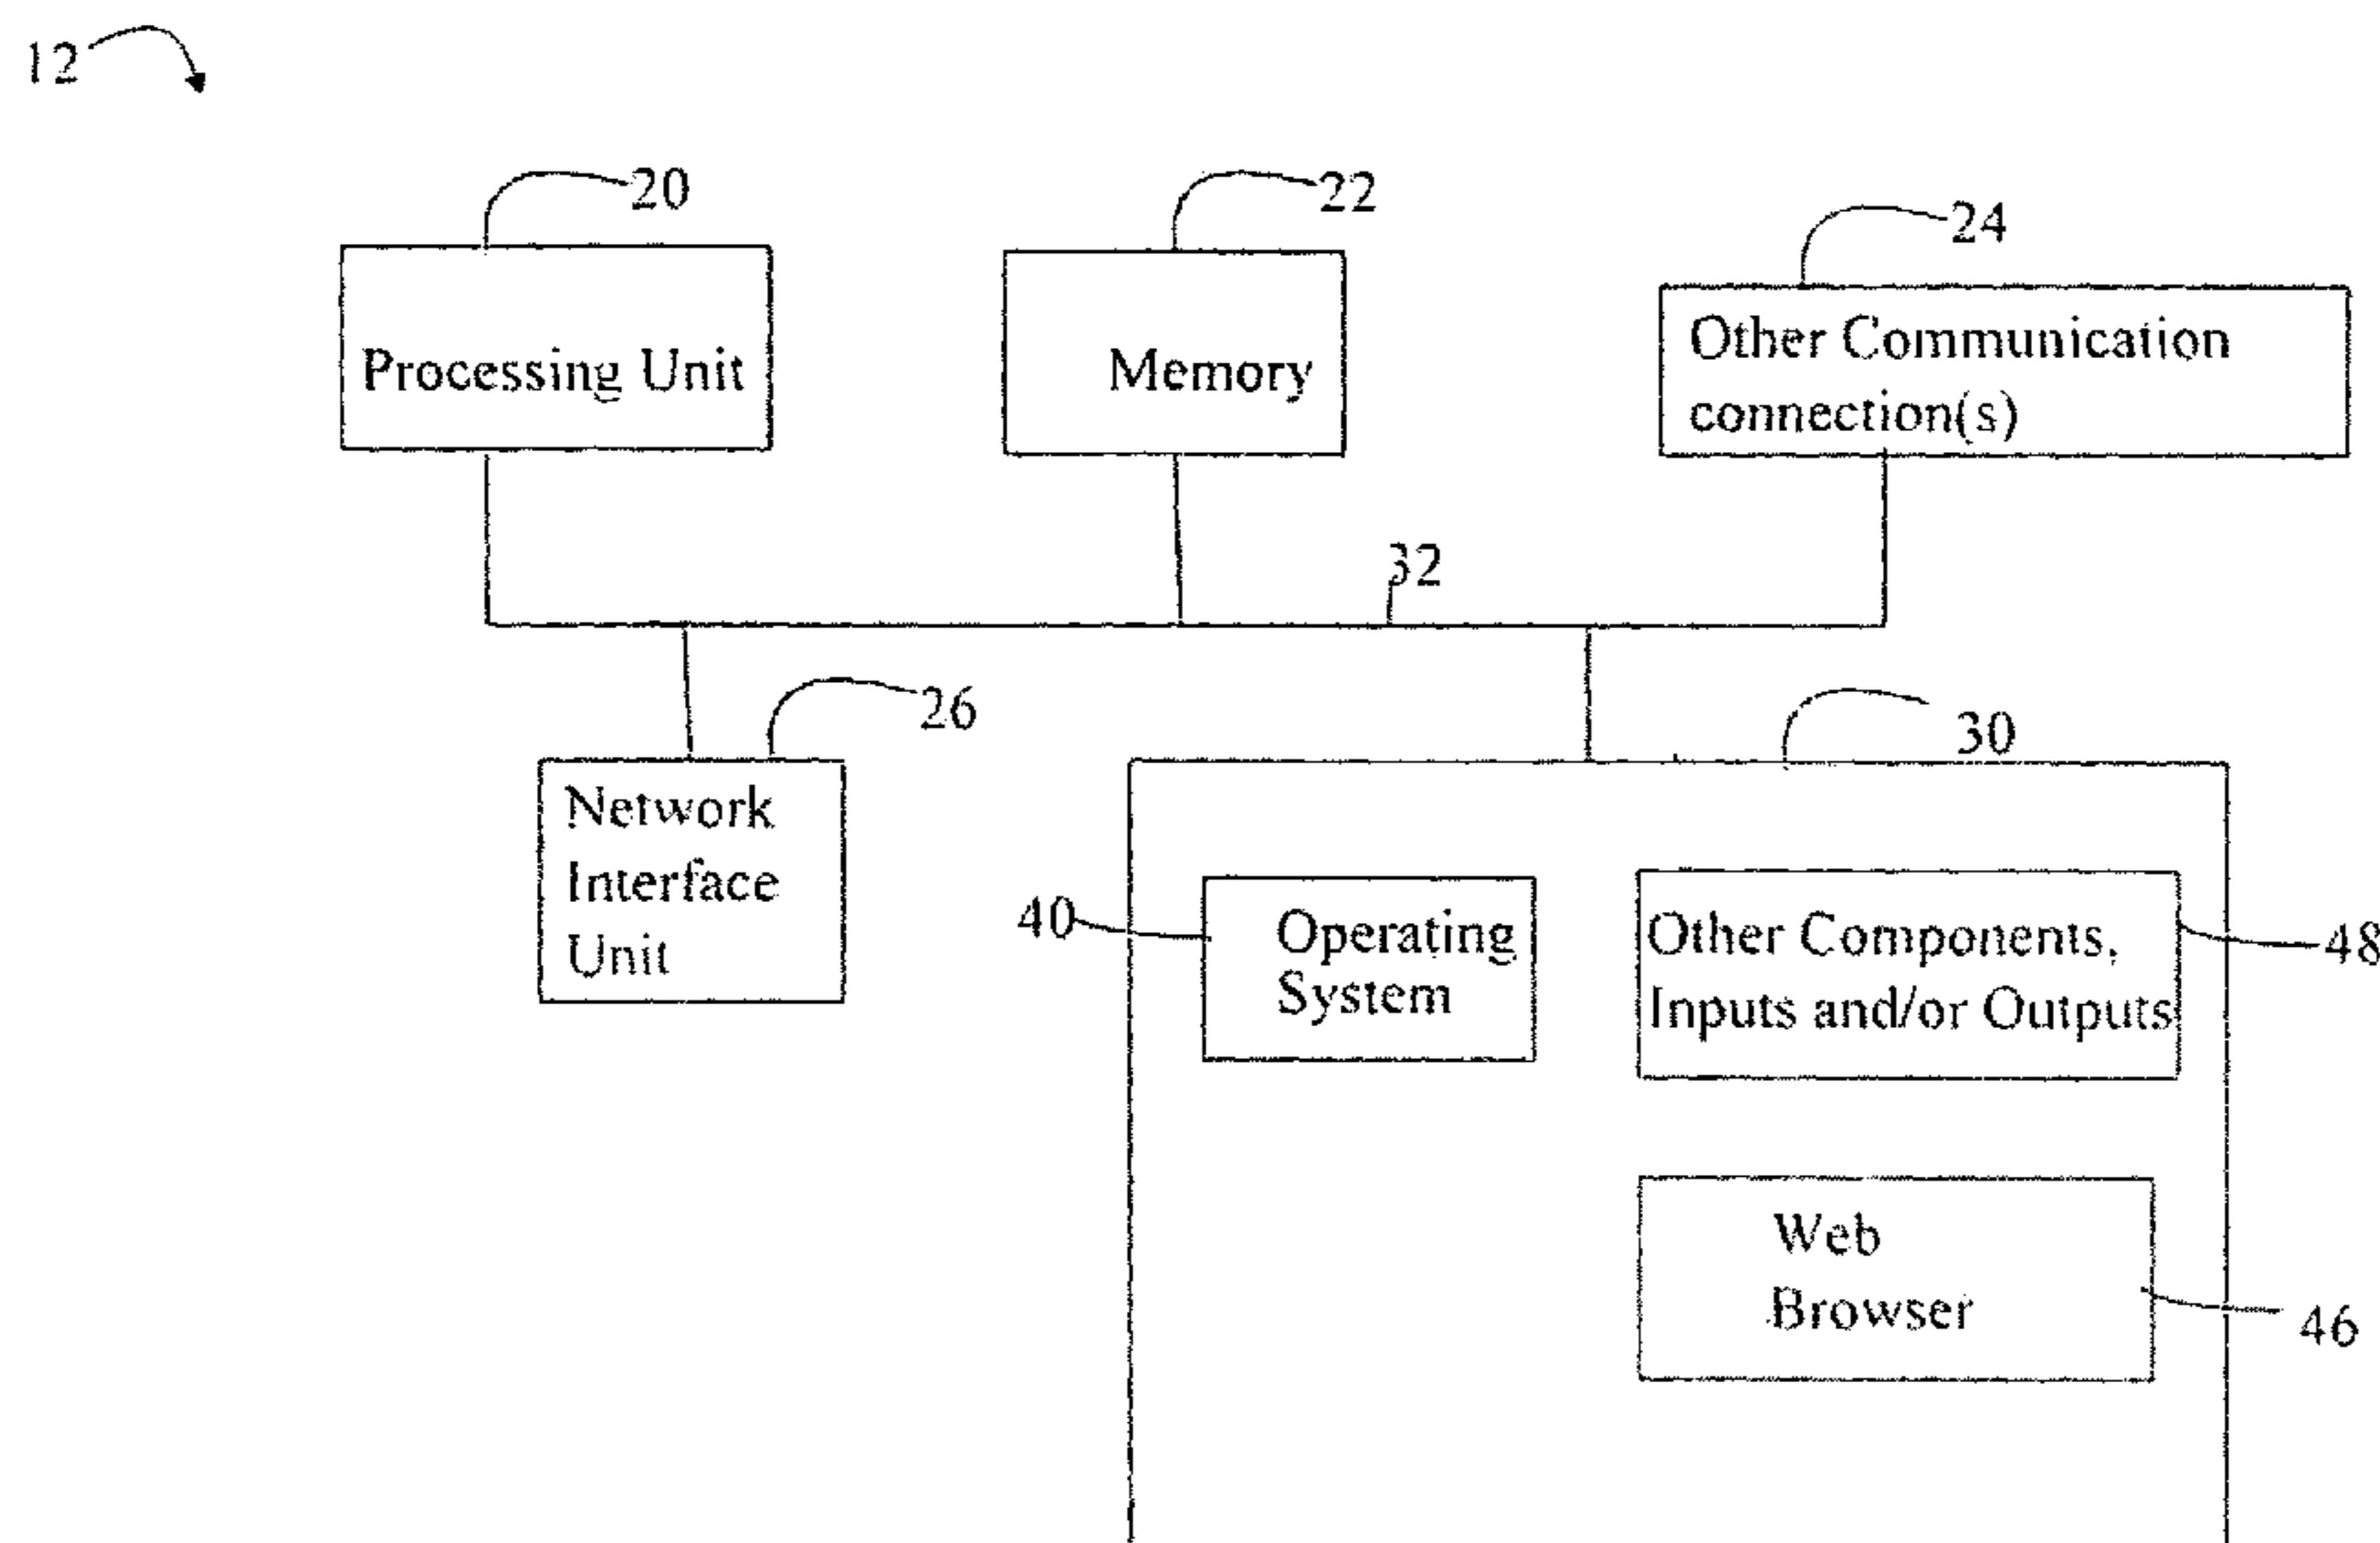 12
20
22
24
Processing Unit
Memory
Other Communication
connection(s)
32
26
30
Network
Interface
Unit
40
Operating
System
Other Components,
Inputs and/or Outputs
48
Web
Browser
46